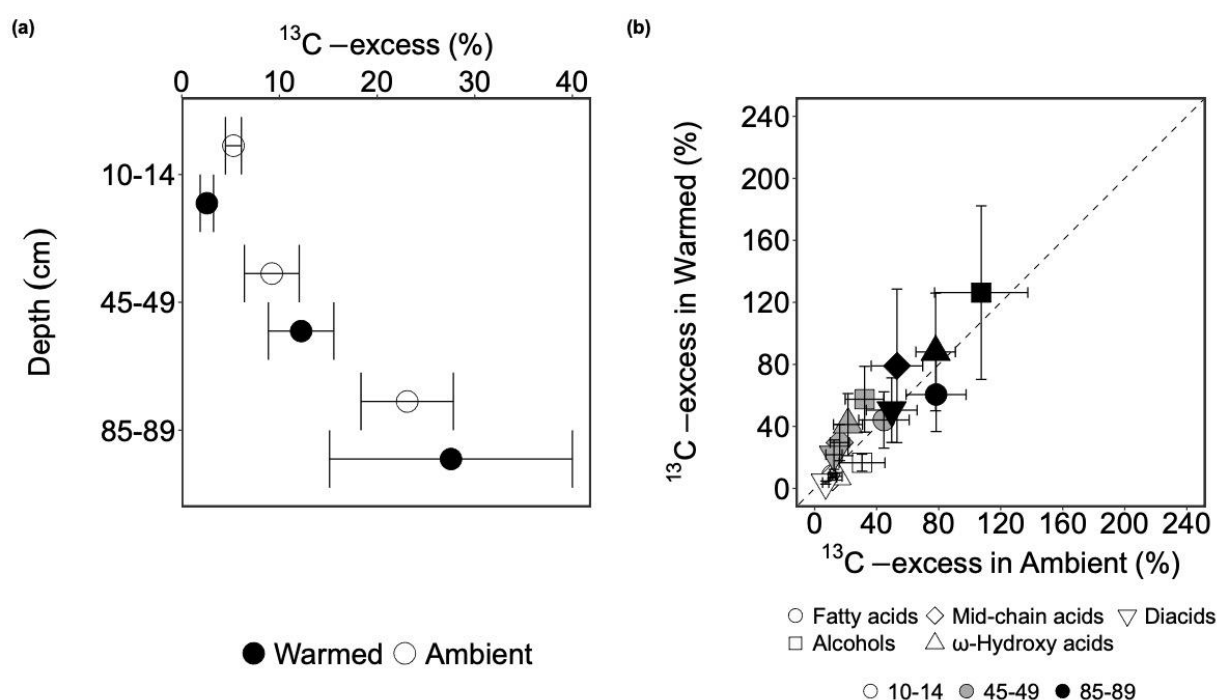 (a)
¹³C –excess (%)
0 10 20 30 40
Depth (cm)
10-14
45-49
85-89
Warmed Ambient
(b)
¹³C –excess in Warmed (%)
240
200
160
120
80
40
0
0 40 80 120 160 200 240
¹³C –excess in Ambient (%)
Fatty acids Mid-chain acids Diacids
Alcohols ω-Hydroxy acids
10-14 45-49 85-89